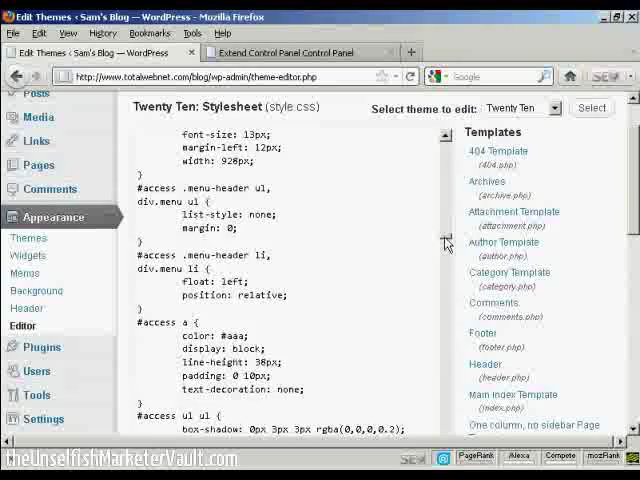 Edit Themes ‹ Sam's Blog — WordPress - Mozilla Firefox
File Edit View History Bookmarks Tools Help
Edit Themes ‹ Sam's Blog — WordPress × Extend Control Panel Control Panel × +
http://www.totalwebnet.com/blog/wp-admin/theme-editor.php Google
Posts
Media
Links
Pages
Comments
Appearance
Themes
Widgets
Menus
Background
Header
Editor
Plugins
Users
Tools
Settings
Twenty Ten: Stylesheet (style.css)
Select theme to edit: Twenty Ten Select
font-size: 13px;
margin-left: 12px;
width: 928px;
}
#access .menu-header ul,
div.menu ul {
list-style: none;
margin: 0;
}
#access .menu-header li,
div.menu li {
float: left;
position: relative;
}
#access a {
color: #aaa;
display: block;
line-height: 38px;
padding: 0 10px;
text-decoration: none;
}
#access ul ul {
box-shadow: 0px 3px 3px rgba(0,0,0,0.2);
Templates
404 Template
(404.php)
Archives
(archive.php)
Attachment Template
(attachment.php)
Author Template
(author.php)
Category Template
(category.php)
Comments
(comments.php)
Footer
(footer.php)
Header
(header.php)
Main Index Template
(index.php)
One column, no sidebar Page
theUnselfishMarketerVault.com
PageRank Alexa Compete mozRank